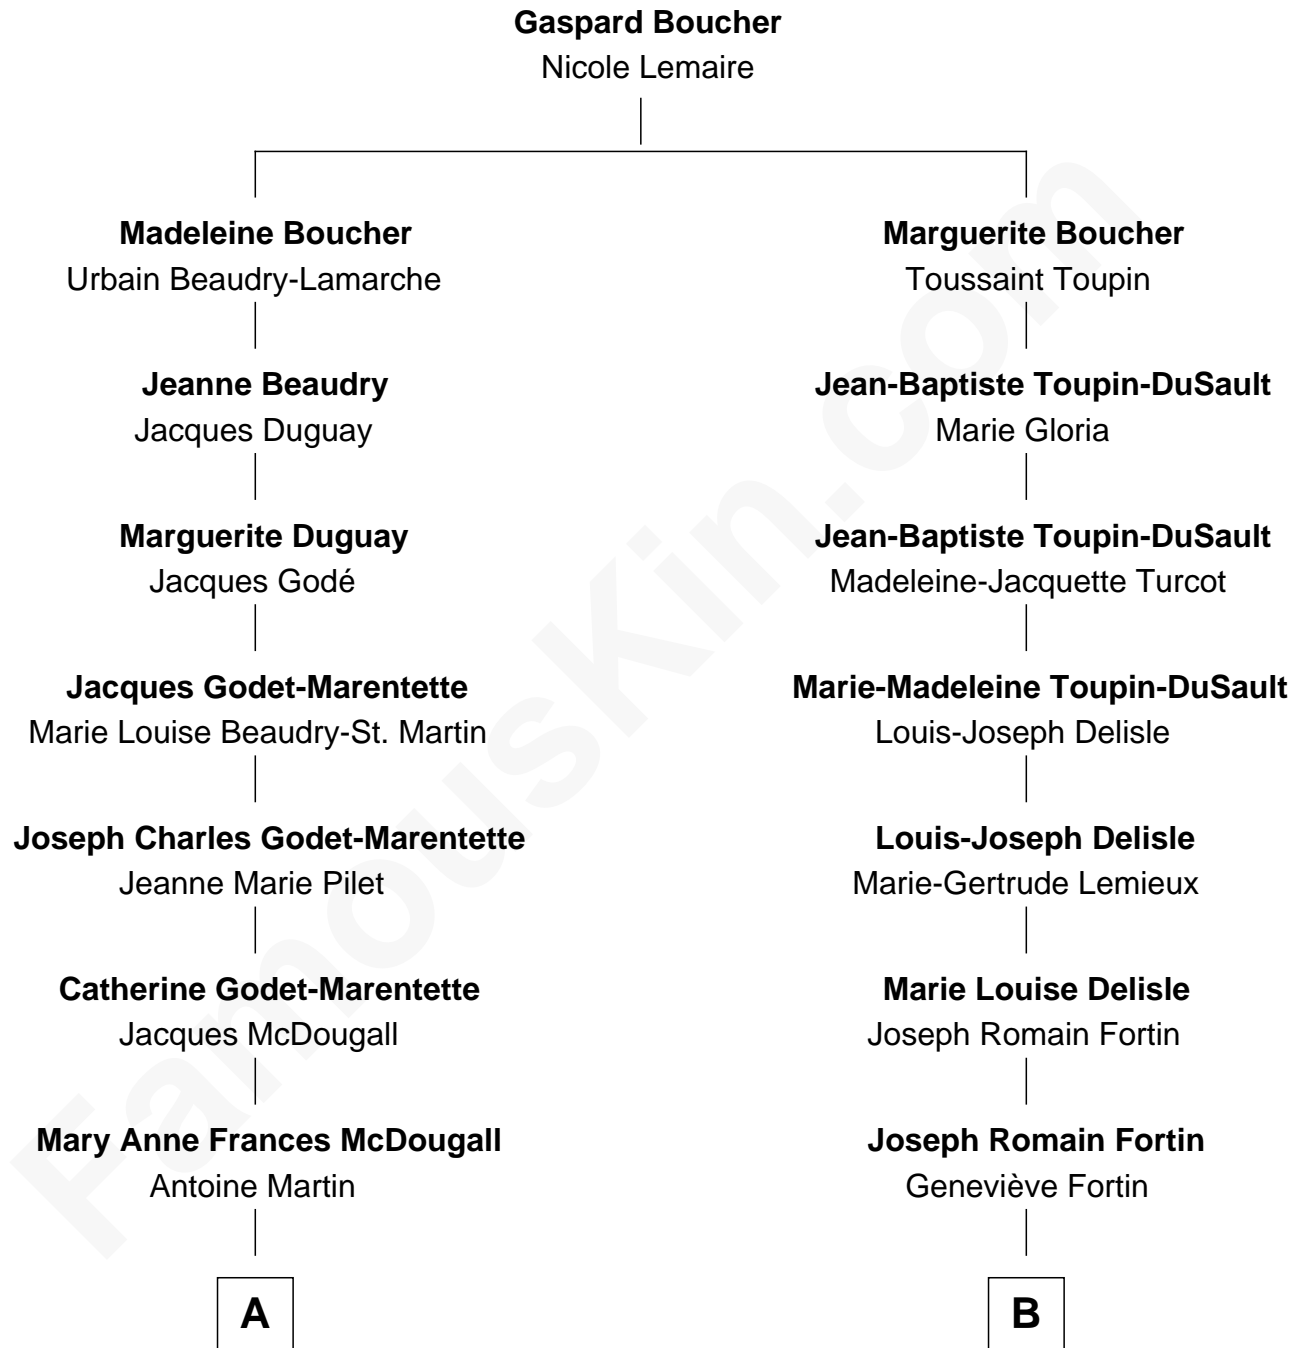 Gaspard Boucher
Nicole Lemaire
Madeleine Boucher
Urbain Beaudry-Lamarche
Marguerite Boucher
Toussaint Toupin
Jeanne Beaudry
Jacques Duguay
Jean-Baptiste Toupin-DuSault
Marie Gloria
Marguerite Duguay
Jacques Godé
Jean-Baptiste Toupin-DuSault
Madeleine-Jacquette Turcot
Jacques Godet-Marentette
Marie Louise Beaudry-St. Martin
Marie-Madeleine Toupin-DuSault
Louis-Joseph Delisle
Joseph Charles Godet-Marentette
Jeanne Marie Pilet
Louis-Joseph Delisle
Marie-Gertrude Lemieux
Catherine Godet-Marentette
Jacques McDougall
Marie Louise Delisle
Joseph Romain Fortin
Mary Anne Frances McDougall
Antoine Martin
Joseph Romain Fortin
Geneviève Fortin
A
B
FamousKin.com